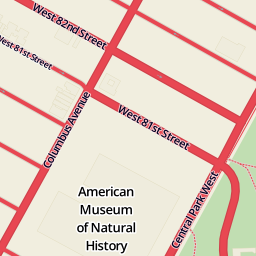 West 82nd Street
West 81st Street
West 81st Street
Columbus Avenue
Central Park West
American
Museum
of Natural
History